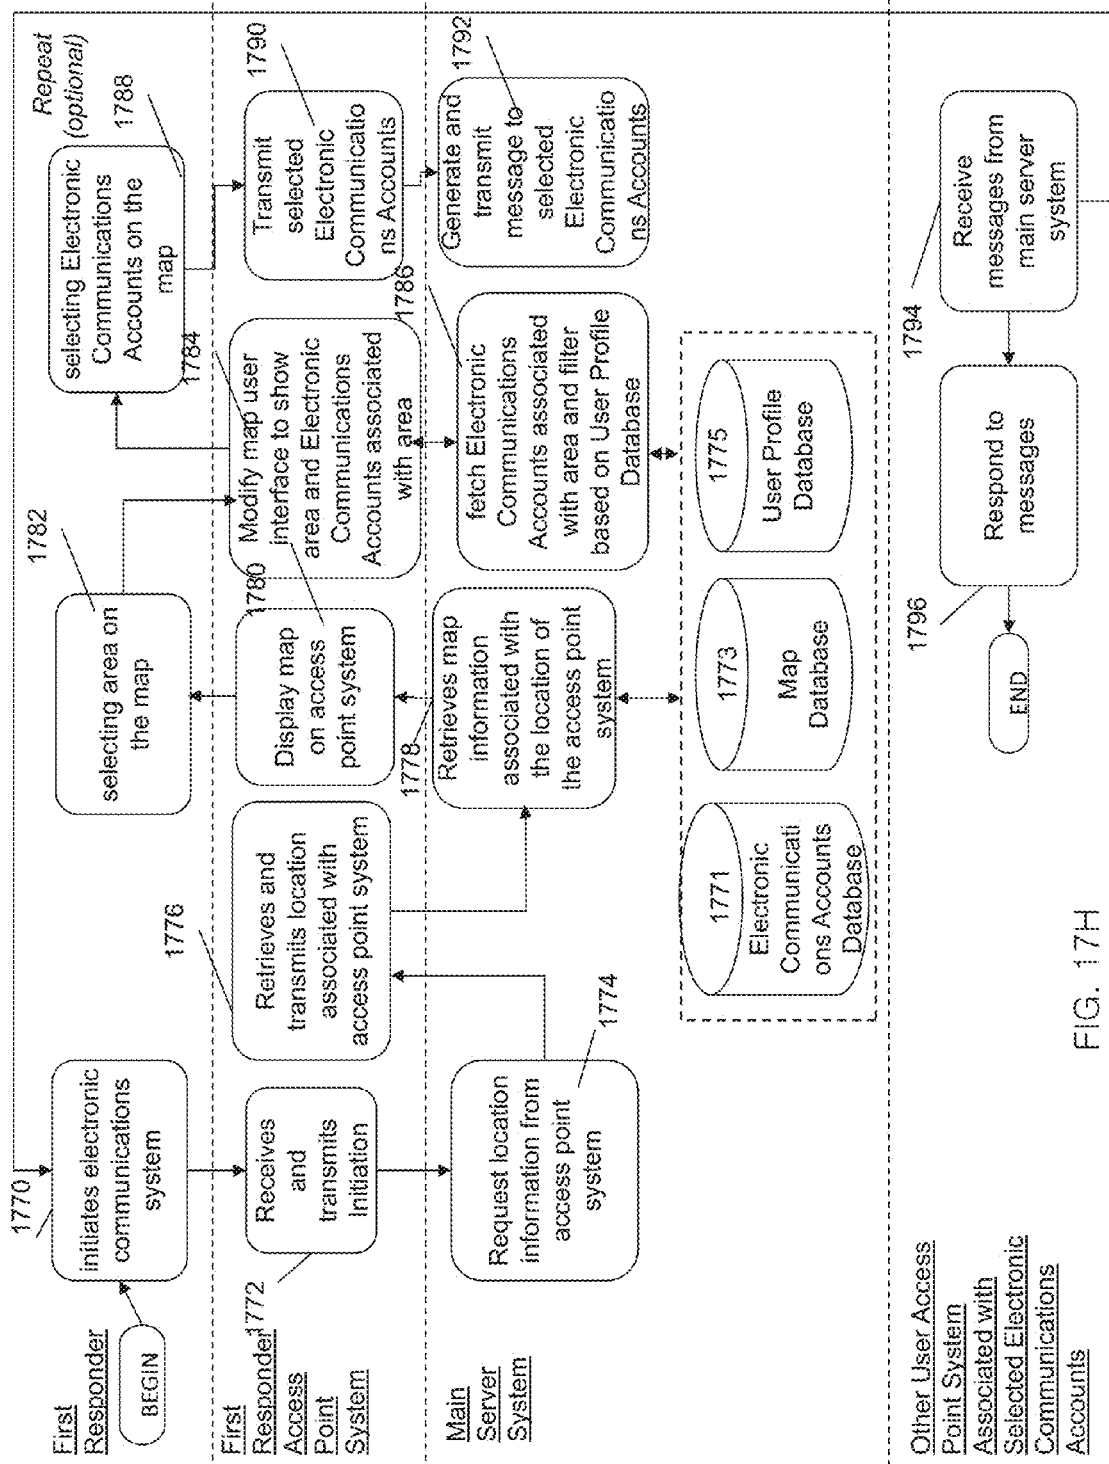 First
Responder
BEGIN
1770
initiates electronic
communications
system
1782
selecting area on
the map
selecting Electronic
Communications
Accounts on the
map
1788
Repeat
(optional)
First
Responder
Access
Point
System
1772
Receives
and
transmits
Initiation
1776
Retrieves and
transmits location
associated with
access point system
1780
Display map
on access
point system
1784
Modify map user
interface to show
area and Electronic
Communications
Accounts associated
with area
1790
Transmit
selected
Electronic
Communicatio
ns Accounts
Main
Server
System
Request location
information from
access point
system
1774
1778
Retrieves map
information
associated with
the location of
the access point
system
1786
fetch Electronic
Communications
Accounts associated
with area and filter
based on User Profile
Database
1792
Generate and
transmit
message to
selected
Electronic
Communicatio
ns Accounts
1771
Electronic
Communicati
ons Accounts
Database
1773
Map
Database
1775
User Profile
Database
Other User Access
Point System
Associated with
Selected Electronic
Communications
Accounts
END
1796
Respond to
messages
1794
Receive
messages from
main server
system
FIG. 17H